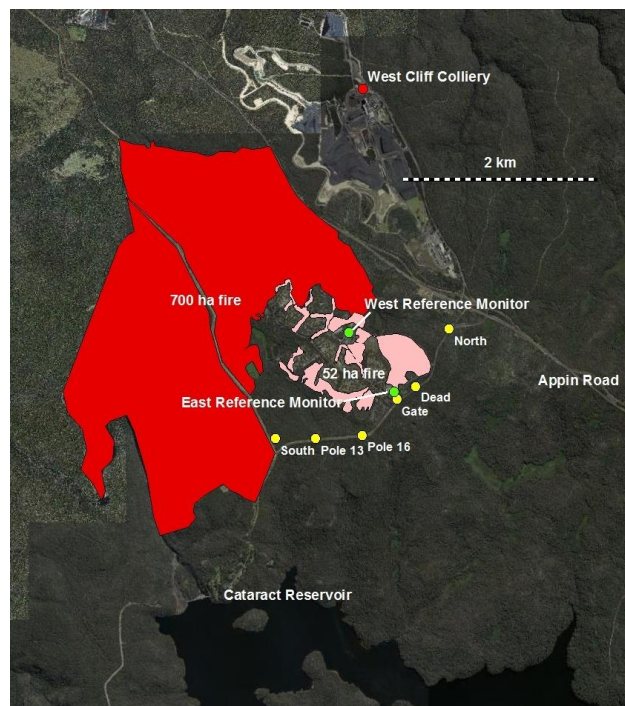 West Cliff Colliery
2 km
700 ha fire
West Reference Monitor
North
52 ha fire
Appin Road
Dead
East Reference Monitor
Gate
South
Pole 13
Pole 16
Cataract Reservoir